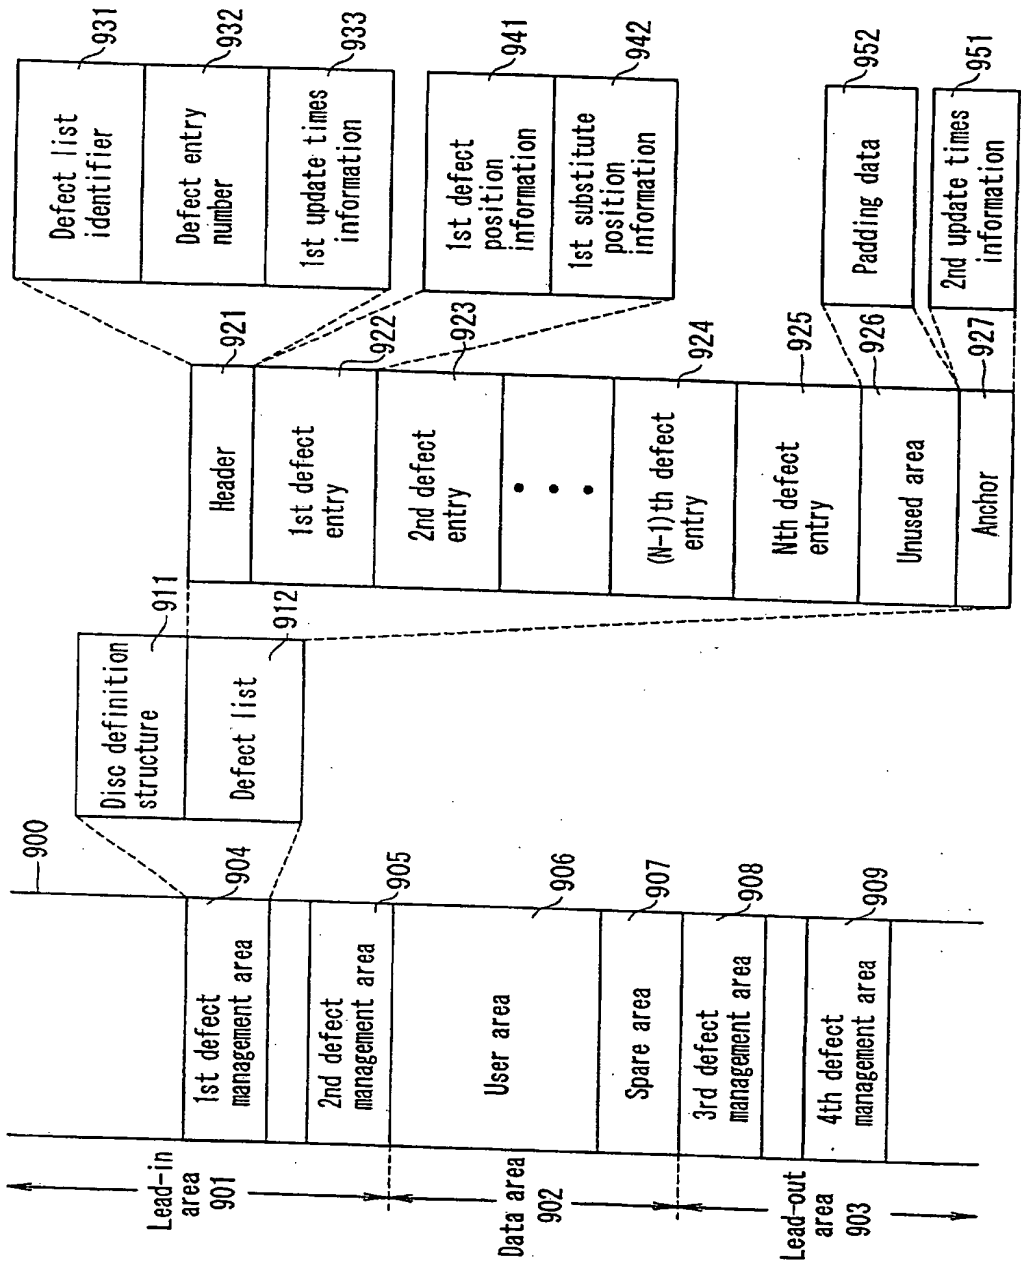 Lead-in
area
901
Data area
902
Lead-out
area
903
900
1st defect
management area
904
2nd defect
management area
905
User area
906
Spare area
907
3rd defect
management area
908
4th defect
management area
909
Disc definition
structure
911
Defect list
912
Header
921
1st defect
entry
922
2nd defect
entry
923
(N-1)th defect
entry
924
Nth defect
entry
925
Unused area
926
Anchor
927
Defect list
identifier
931
Defect entry
number
932
1st update times
information
933
1st defect
position
information
941
1st substitute
position
information
942
Padding data
952
2nd update times
information
951